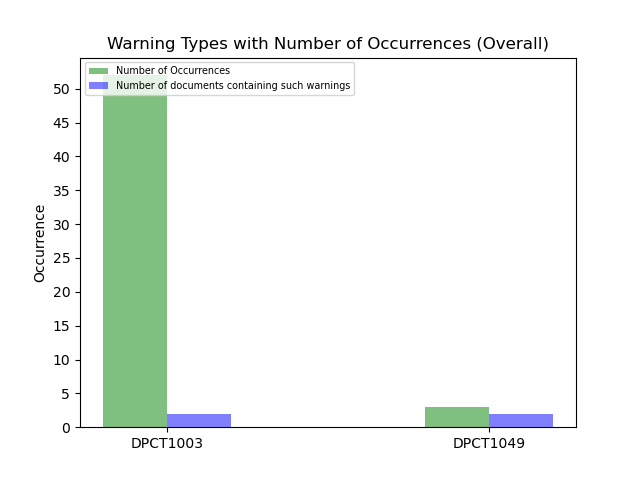 Warning Types with Number of Occurrences (Overall)
Number of Occurrences
Number of documents containing such warnings
50
45
40
35
30
25
20
15
10
5
0
Occurrence
DPCT1003
DPCT1049